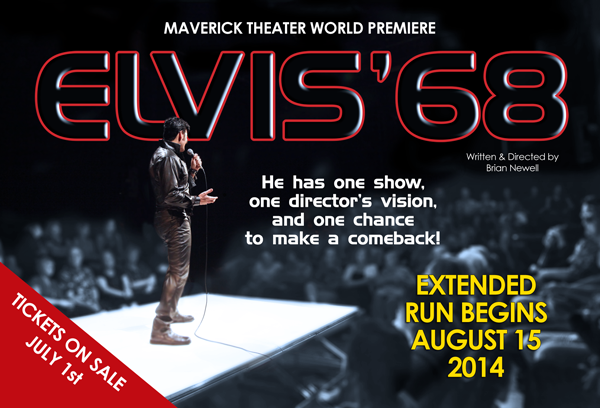 MAVERICK THEATER WORLD PREMIERE
ELVIS'68
Written & Directed by
Brian Newell
He has one show,
one director's vision,
and one chance
to make a comeback!
EXTENDED
RUN BEGINS
AUGUST 15
2014
TICKETS ON SALE
JULY 1st